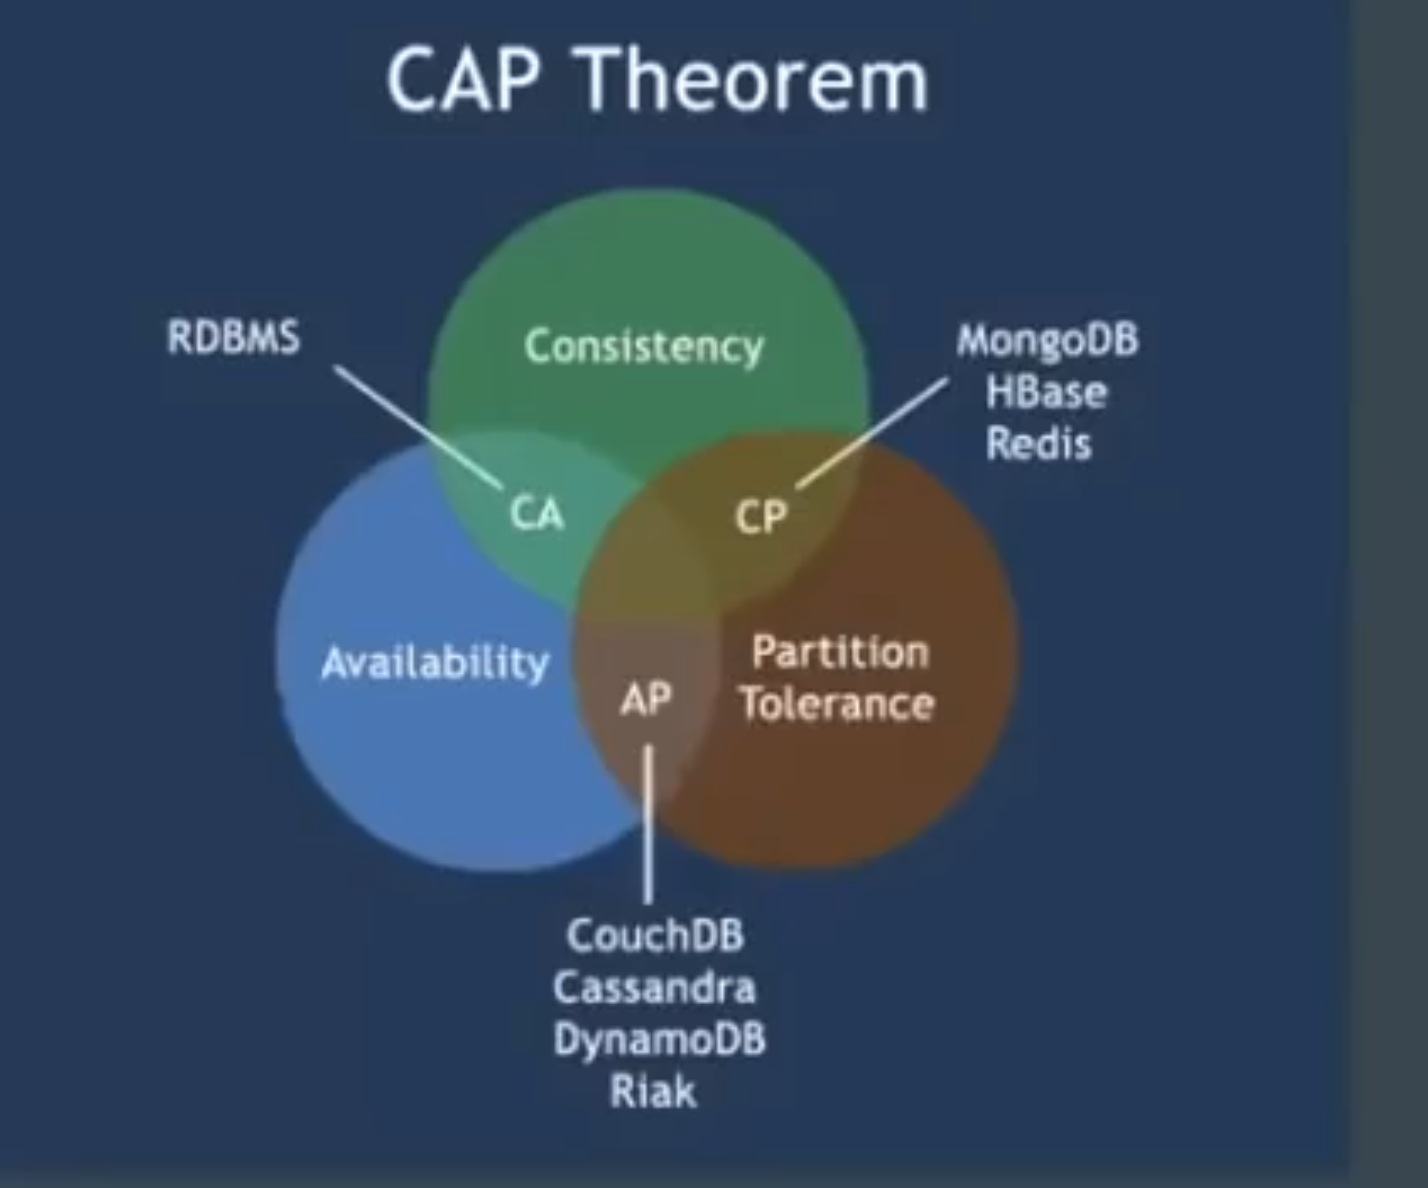 CAP Theorem
RDBMS
Consistency
MongoDB
HBase
Redis
CA
CP
Availability
Partition
Tolerance
AP
CouchDB
Cassandra
DynamoDB
Riak